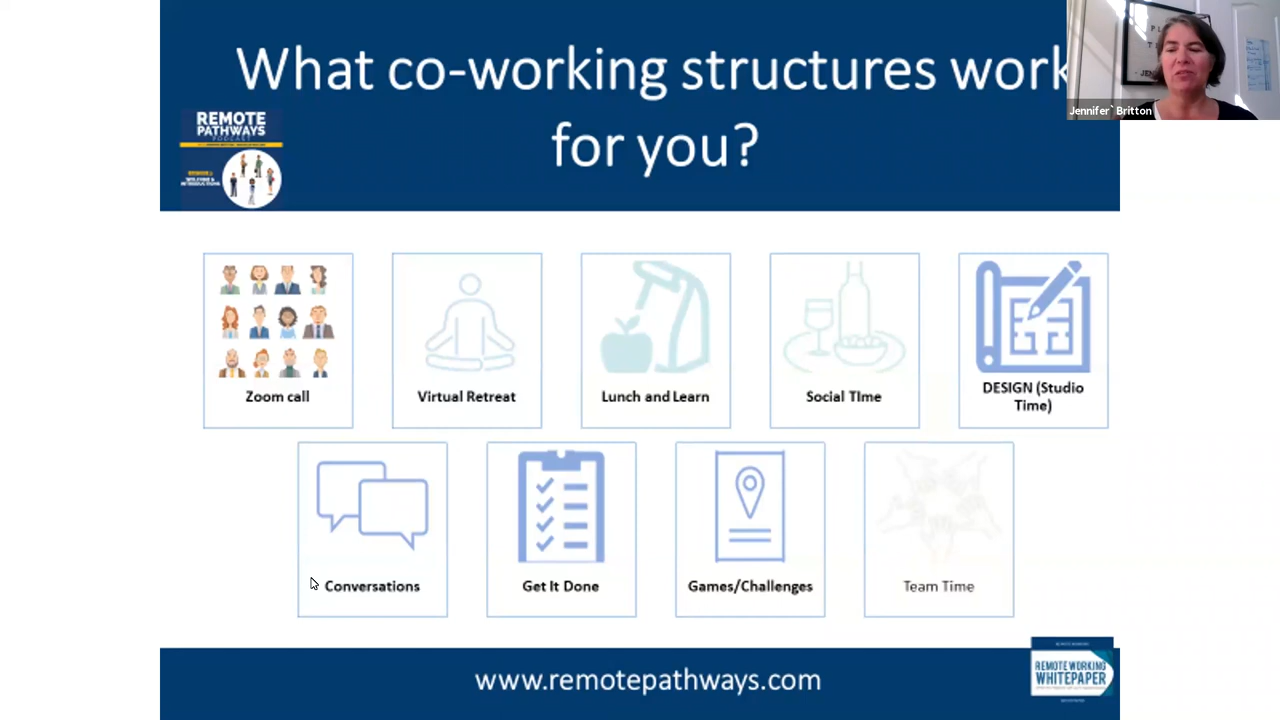 What co-working structures work
for you?
Jennifer` Britton
REMOTE
PATHWAYS
PODCAST
Zoom call
Virtual Retreat
Lunch and Learn
Social TIme
DESIGN (Studio
Time)
Conversations
Get It Done
Games/Challenges
Team Time
www.remotepathways.com
REMOTE WORKING
WHITEPAPER